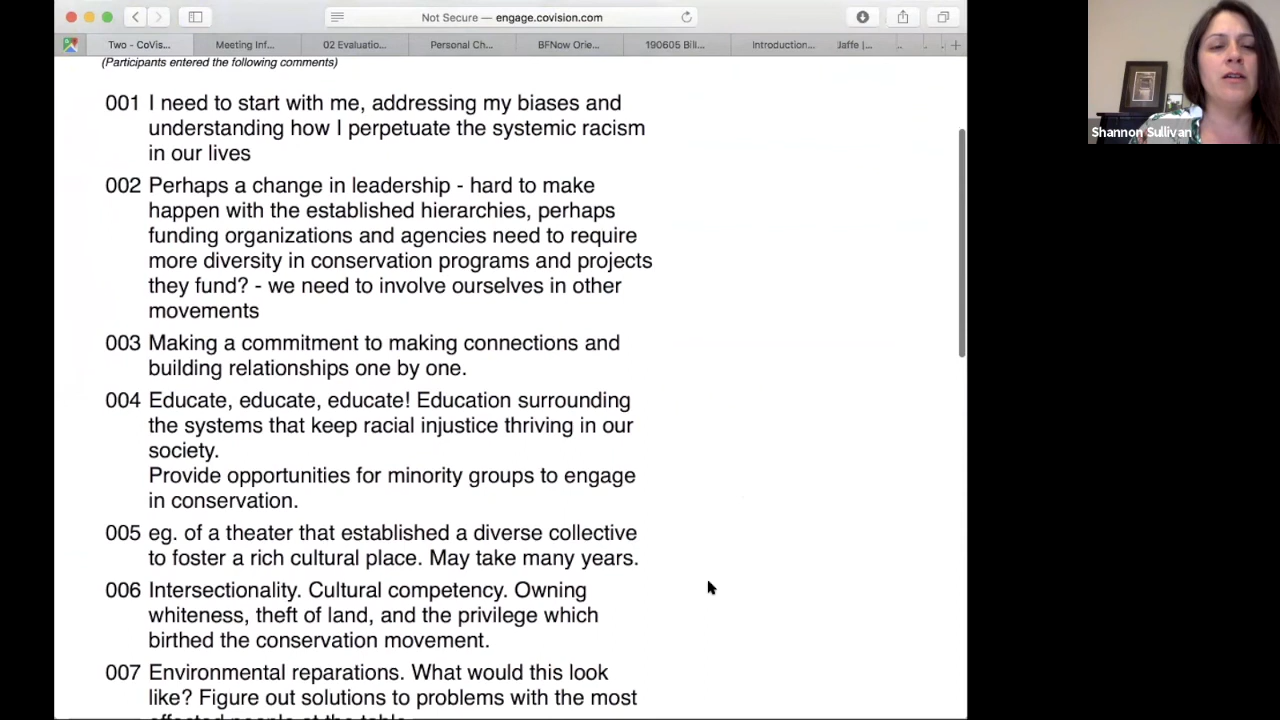 Not Secure — engage.covision.com
Two - CoVis...
Meeting Inf...
02 Evaluatio...
Personal Ch...
BFNow Orie...
190605 Bill...
Introduction...
Jaffe |...
(Participants entered the following comments)
001 I need to start with me, addressing my biases and
understanding how I perpetuate the systemic racism
in our lives
002 Perhaps a change in leadership - hard to make
happen with the established hierarchies, perhaps
funding organizations and agencies need to require
more diversity in conservation programs and projects
they fund? - we need to involve ourselves in other
movements
003 Making a commitment to making connections and
building relationships one by one.
004 Educate, educate, educate! Education surrounding
the systems that keep racial injustice thriving in our
society.
Provide opportunities for minority groups to engage
in conservation.
005 eg. of a theater that established a diverse collective
to foster a rich cultural place. May take many years.
006 Intersectionality. Cultural competency. Owning
whiteness, theft of land, and the privilege which
birthed the conservation movement.
007 Environmental reparations. What would this look
like? Figure out solutions to problems with the most
affected people at the table
Shannon Sullivan